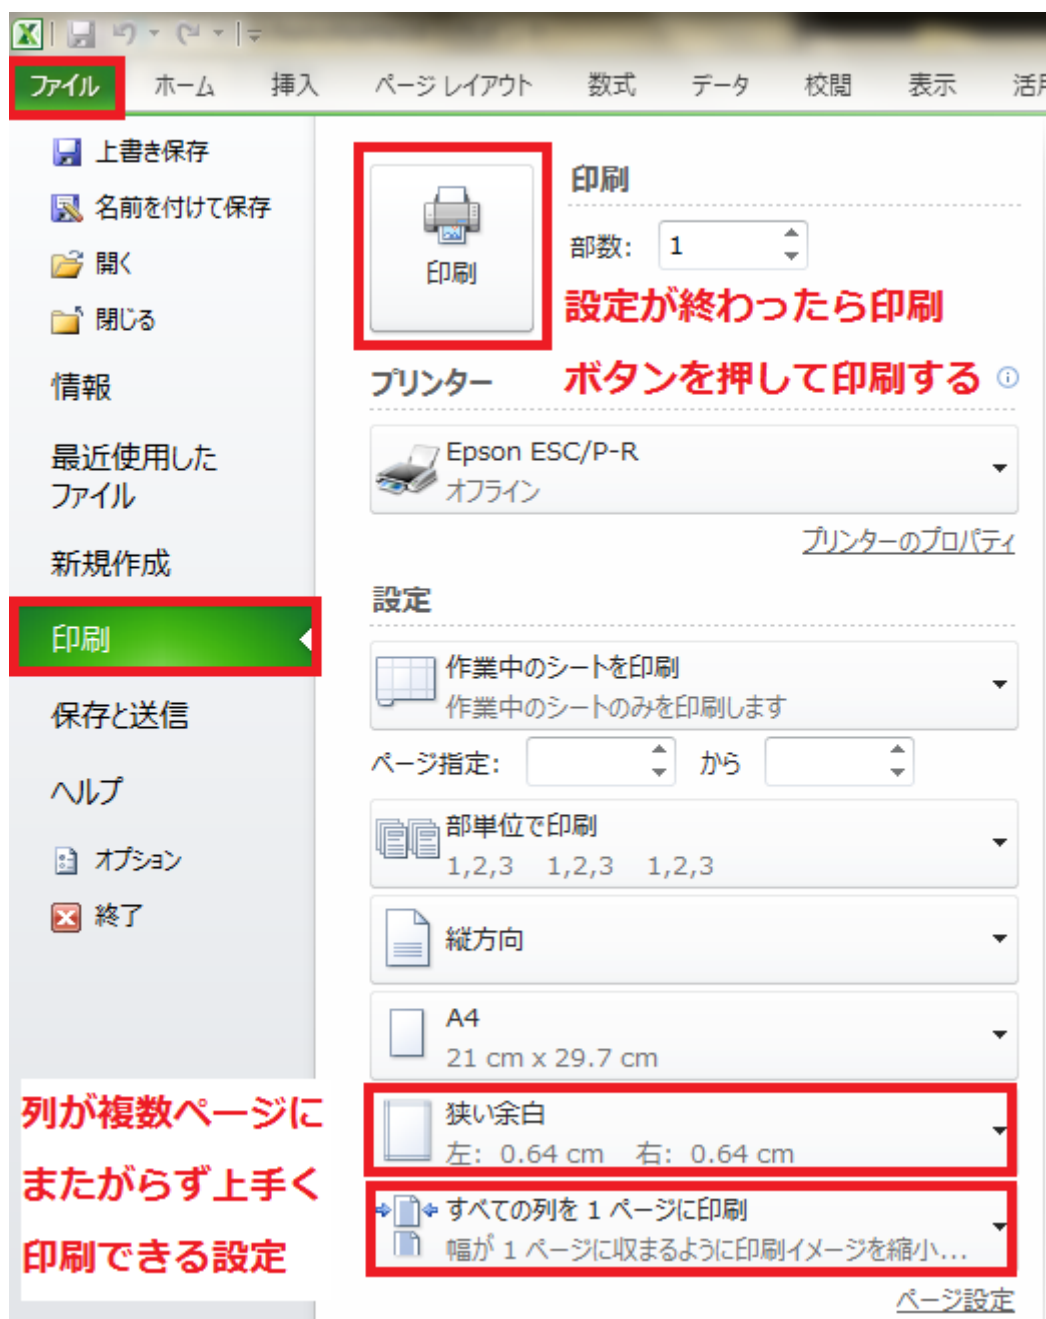 ファイル ホーム 挿入 ページ レイアウト 数式 データ 校閲 表示
上書き保存
名前を付けて保存
開く
閉じる
情報
最近使用した
ファイル
新規作成
印刷
保存と送信
ヘルプ
オプション
終了
列が複数ページに
またがらず上手く
印刷できる設定
印刷
印刷
部数: 1
設定が終わったら印刷
ボタンを押して印刷する
プリンター
Epson ESC/P-R
オフライン
プリンターのプロパティ
設定
作業中のシートを印刷
作業中のシートのみを印刷します
ページ指定: から
部単位で印刷
1,2,3 1,2,3 1,2,3
縦方向
A4
21 cm x 29.7 cm
狭い余白
左: 0.64 cm 右: 0.64 cm
すべての列を 1 ページに印刷
幅が 1 ページに収まるように印刷イメージを縮小...
ページ設定